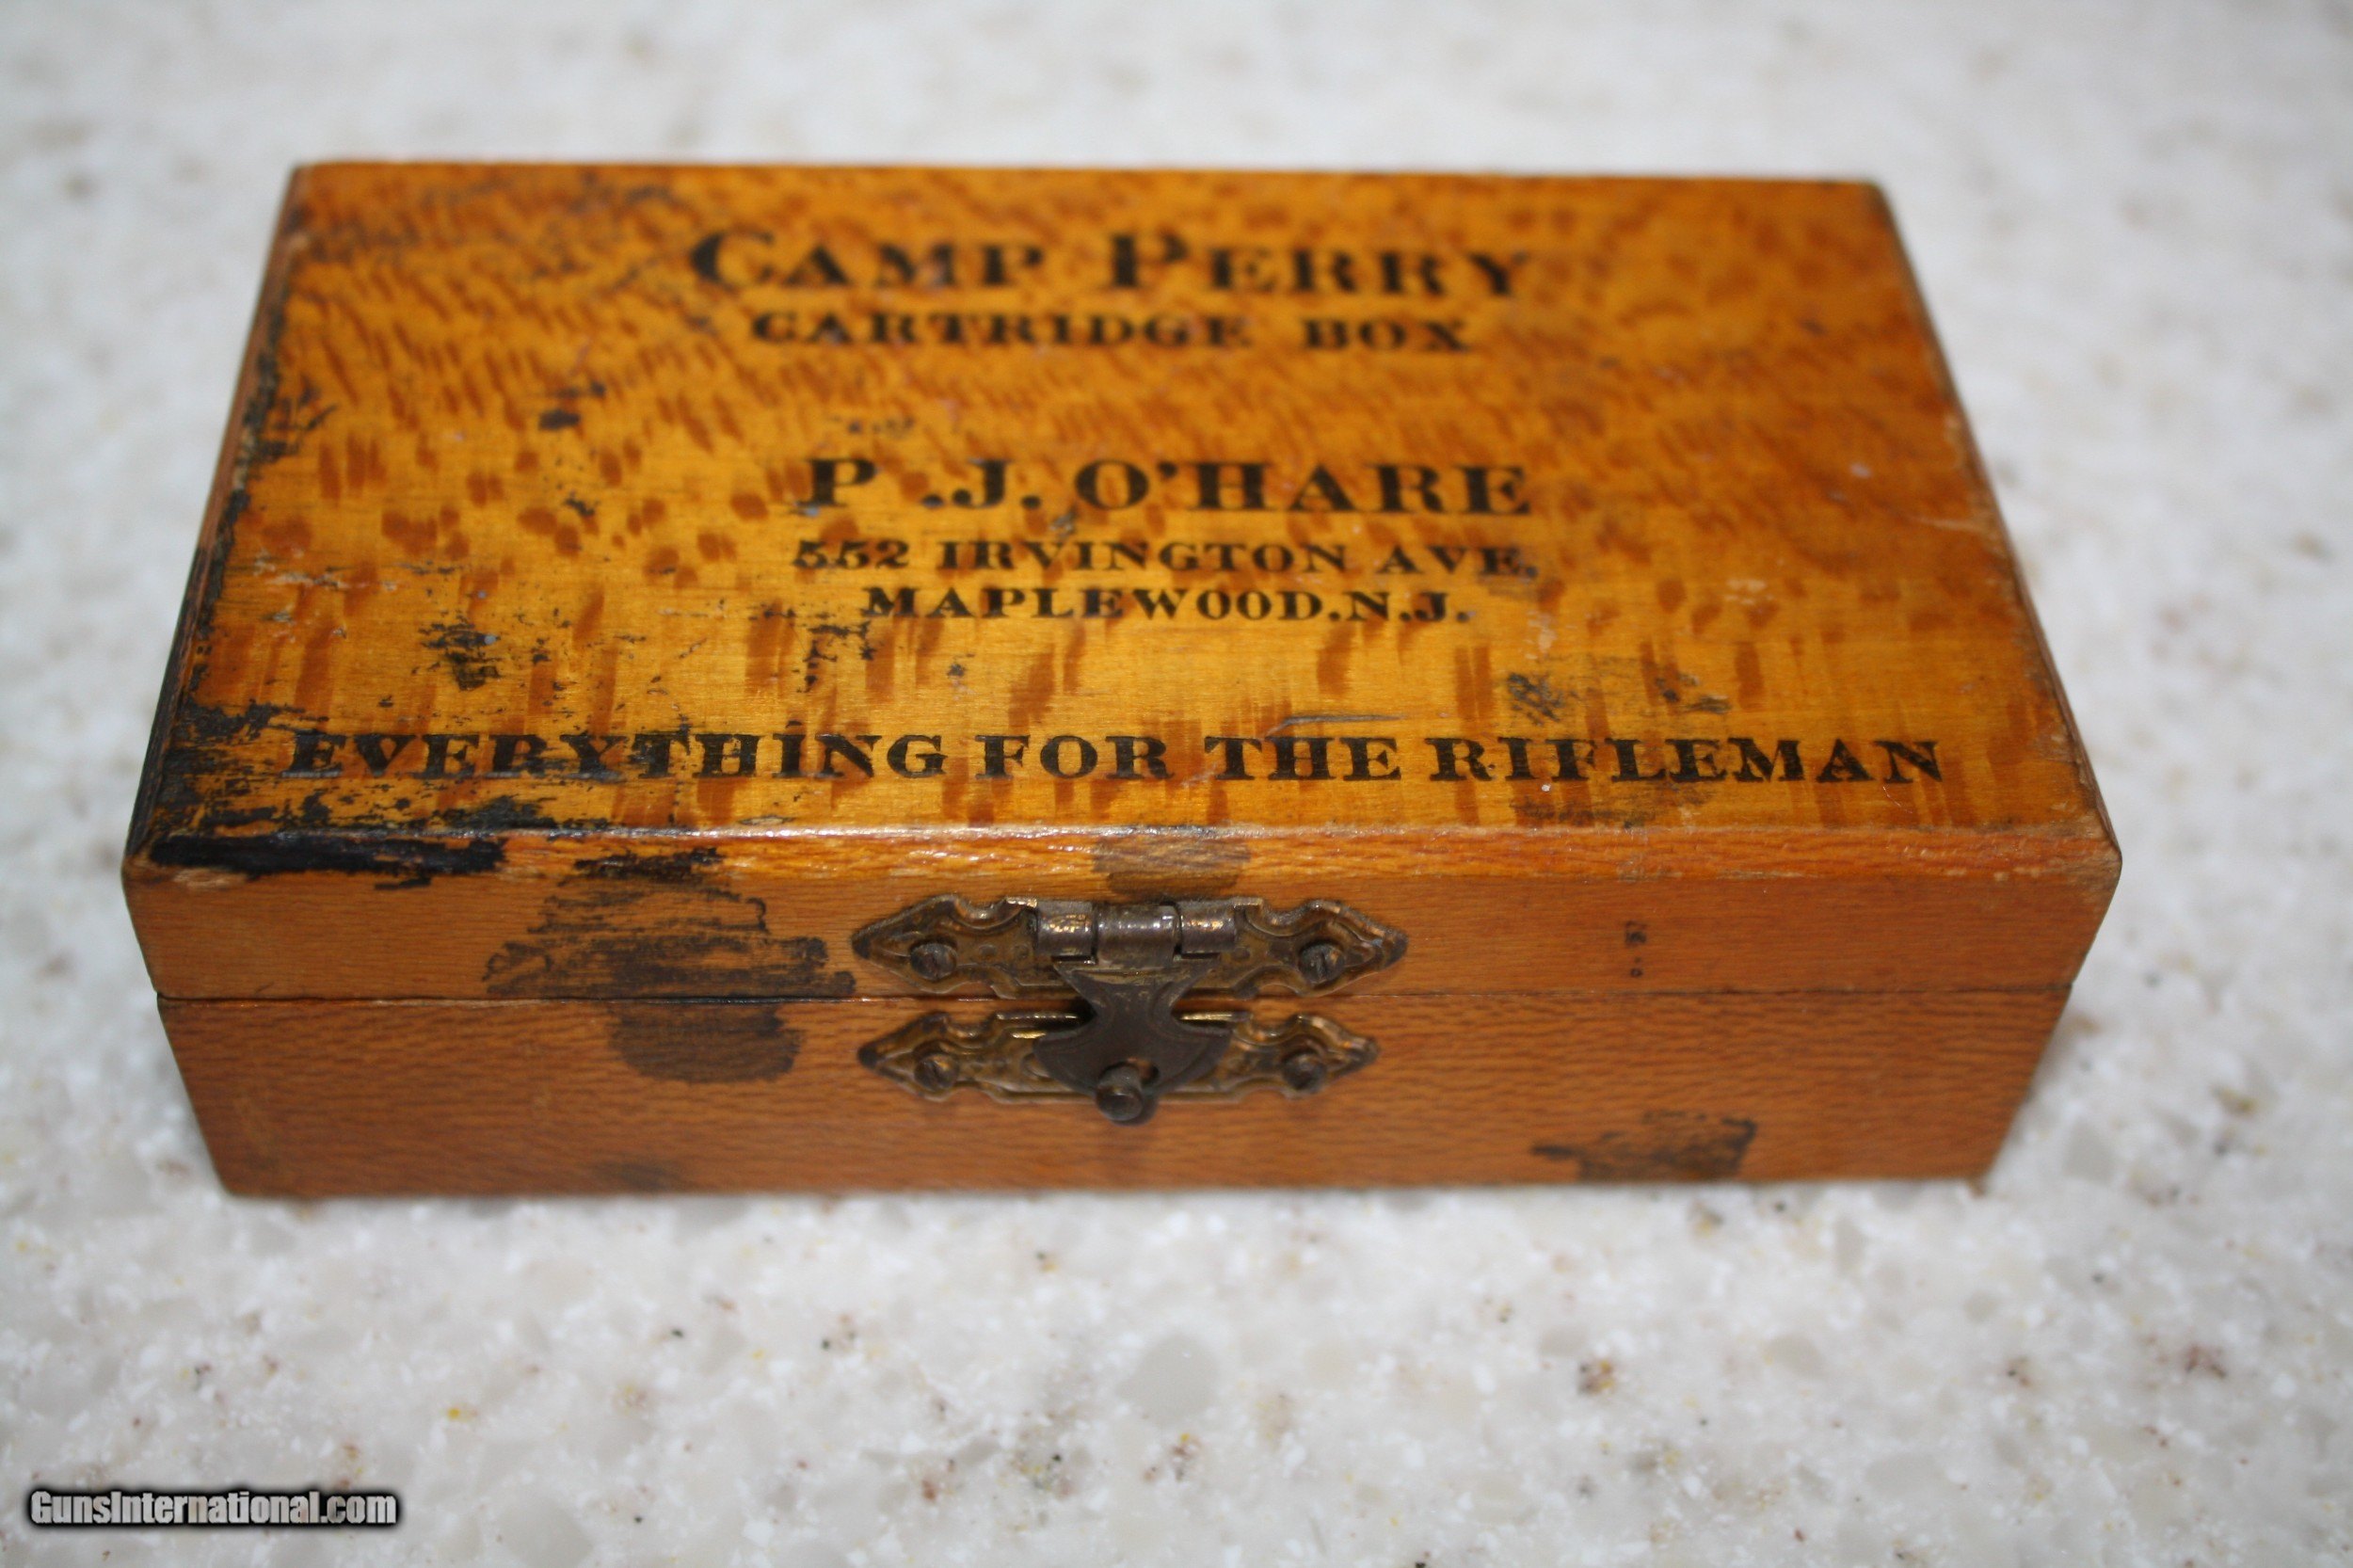 CAMP PERRY
CARTRIDGE BOX
P.J. O'HARE
552 IRVINGTON AVE.
MAPLEWOOD.N.J.
EVERYTHING FOR THE RIFLEMAN
GunsInternational.com